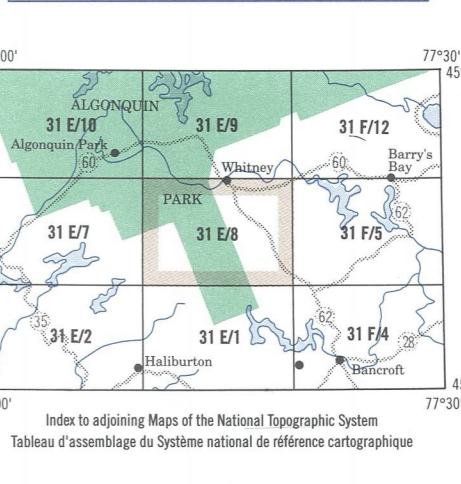 00'
77°30'
45
ALGONQUIN
31 E/10
31 E/9
31 F/12
Algonquin Park
60
Whitney
60
Barry's
Bay
PARK
62
31 E/7
31 E/8
31 F/5
35
31 E/2
31 E/1
62
31 F/4
28
Haliburton
Bancroft
00'
77°30'
Index to adjoining Maps of the National Topographic System
Tableau d'assemblage du Système national de référence cartographique